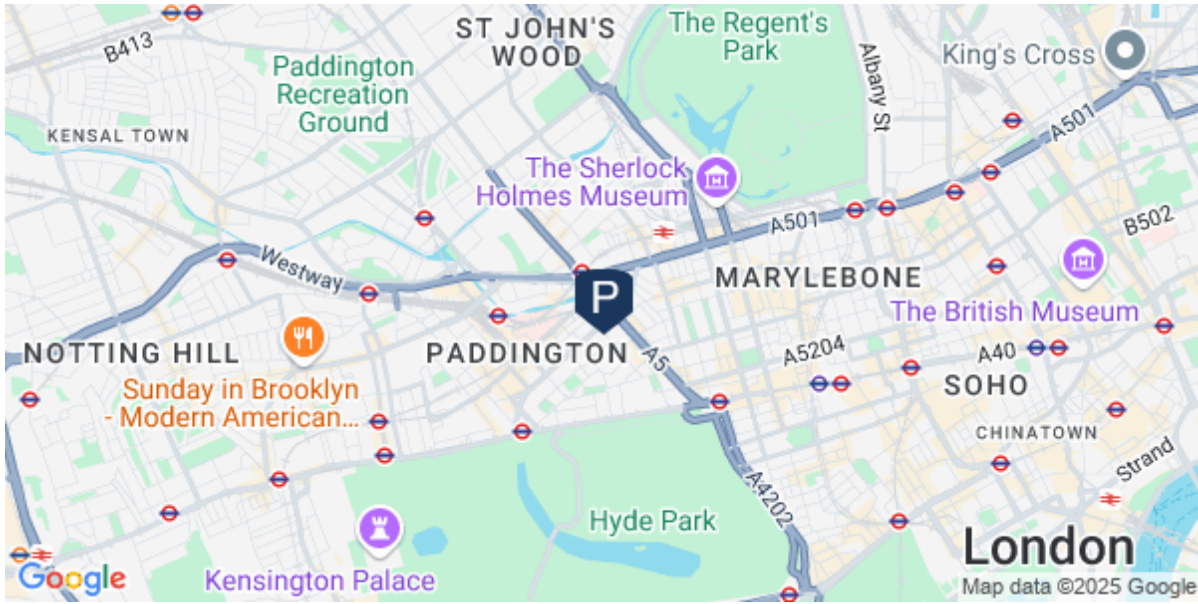 ST JOHN'S
WOOD
The Regent's
Park
Albany St
King's Cross
B413
Paddington
Recreation
Ground
KENSAL TOWN
A501
The Sherlock
Holmes Museum
A501
B502
Westway
MARYLEBONE
P
The British Museum
NOTTING HILL
PADDINGTON
A5
A5204
A40
SOHO
Sunday in Brooklyn
- Modern American...
CHINATOWN
Strand
A4202
Hyde Park
London
Google
Kensington Palace
Map data ©2025 Google